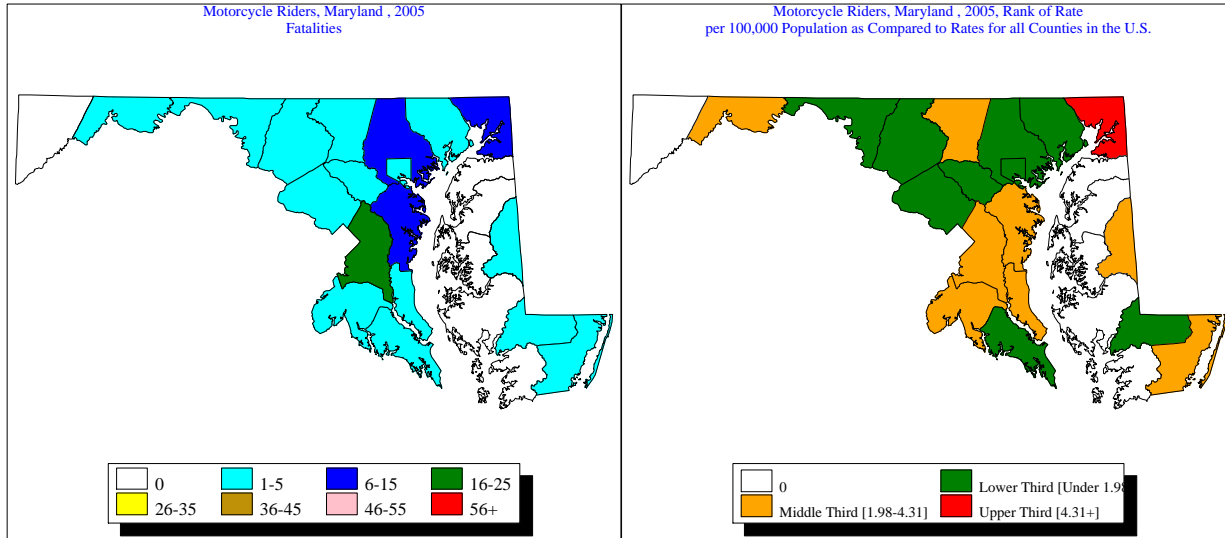 Motorcycle Riders, Maryland , 2005
Fatalities
0
1-5
6-15
16-25
26-35
36-45
46-55
56+
Motorcycle Riders, Maryland , 2005, Rank of Rate
per 100,000 Population as Compared to Rates for all Counties in the U.S.
0
Lower Third [Under 1.98
Middle Third [1.98-4.31]
Upper Third [4.31+]